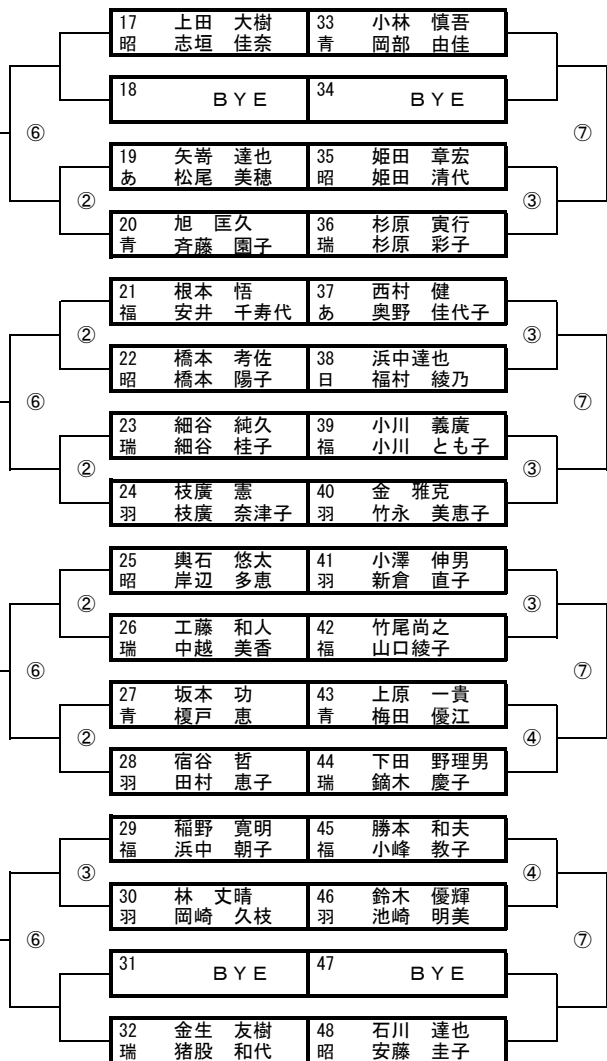 17 上田 大樹 33 小林 慎吾
昭 志垣 佳奈 青 岡部 由佳
18 BYE 34 BYE
⑥ ⑦
19 矢嵜 達也 35 姫田 章宏
あ 松尾 美穂 昭 姫田 清代
② ③
20 旭 匡久 36 杉原 寅行
青 斉藤 園子 瑞 杉原 彩子
21 根本 悟 37 西村 健
福 安井 千寿代 あ 奥野 佳代子
② ③
22 橋本 考佐 38 浜中達也
昭 橋本 陽子 日 福村 綾乃
⑥ ⑦
23 細谷 純久 39 小川 義廣
瑞 細谷 桂子 福 小川 とも子
② ③
24 枝廣 憲 40 金 雅克
羽 枝廣 奈津子 羽 竹永 美恵子
25 輿石 悠太 41 小澤 伸男
昭 岸辺 多恵 羽 新倉 直子
② ③
26 工藤 和人 42 竹尾尚之
瑞 中越 美香 福 山口綾子
⑥ ⑦
27 坂本 功 43 上原 一貴
青 榎戸 恵 青 梅田 優江
② ④
28 宿谷 哲 44 下田 野理男
羽 田村 恵子 瑞 鏑木 慶子
29 稲野 寛明 45 勝本 和夫
福 浜中 朝子 福 小峰 教子
③ ④
30 林 丈晴 46 鈴木 優輝
羽 岡崎 久枝 羽 池崎 明美
⑥ ⑦
31 BYE 47 BYE
32 金生 友樹 48 石川 達也
瑞 猪股 和代 昭 安藤 圭子